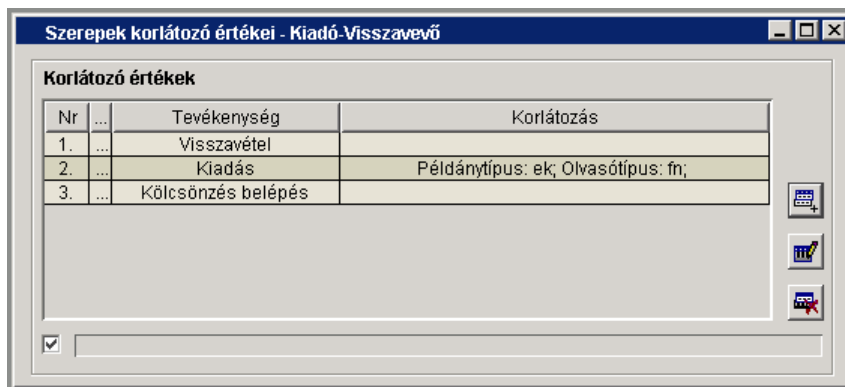 Szerepek korlátozó értékei - Kiadó-Visszavevő
Korlátozó értékek
Nr ... Tevékenység Korlátozás
1. ... Visszavétel
2. ... Kiadás Példánytípus: ek; Olvasótípus: fn;
3. ... Kölcsönzés belépés